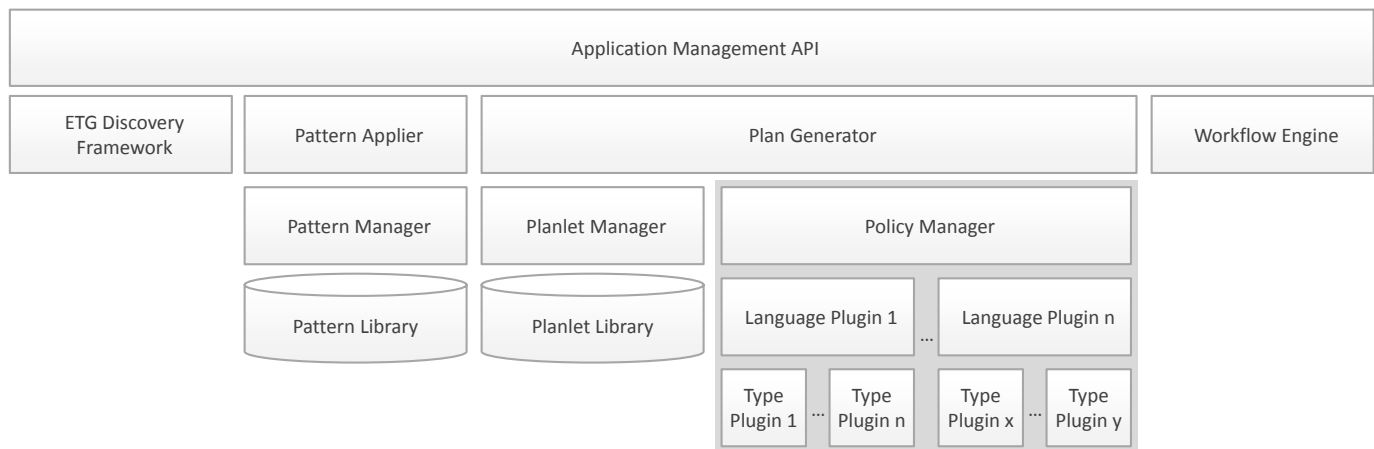 Application Management API
ETG Discovery
Framework
Pattern Applier
Plan Generator
Workflow Engine
Pattern Manager
Planlet Manager
Policy Manager
Pattern Library
Planlet Library
Language Plugin 1
...
Language Plugin n
Type
Plugin 1
...
Type
Plugin n
Type
Plugin x
...
Type
Plugin y